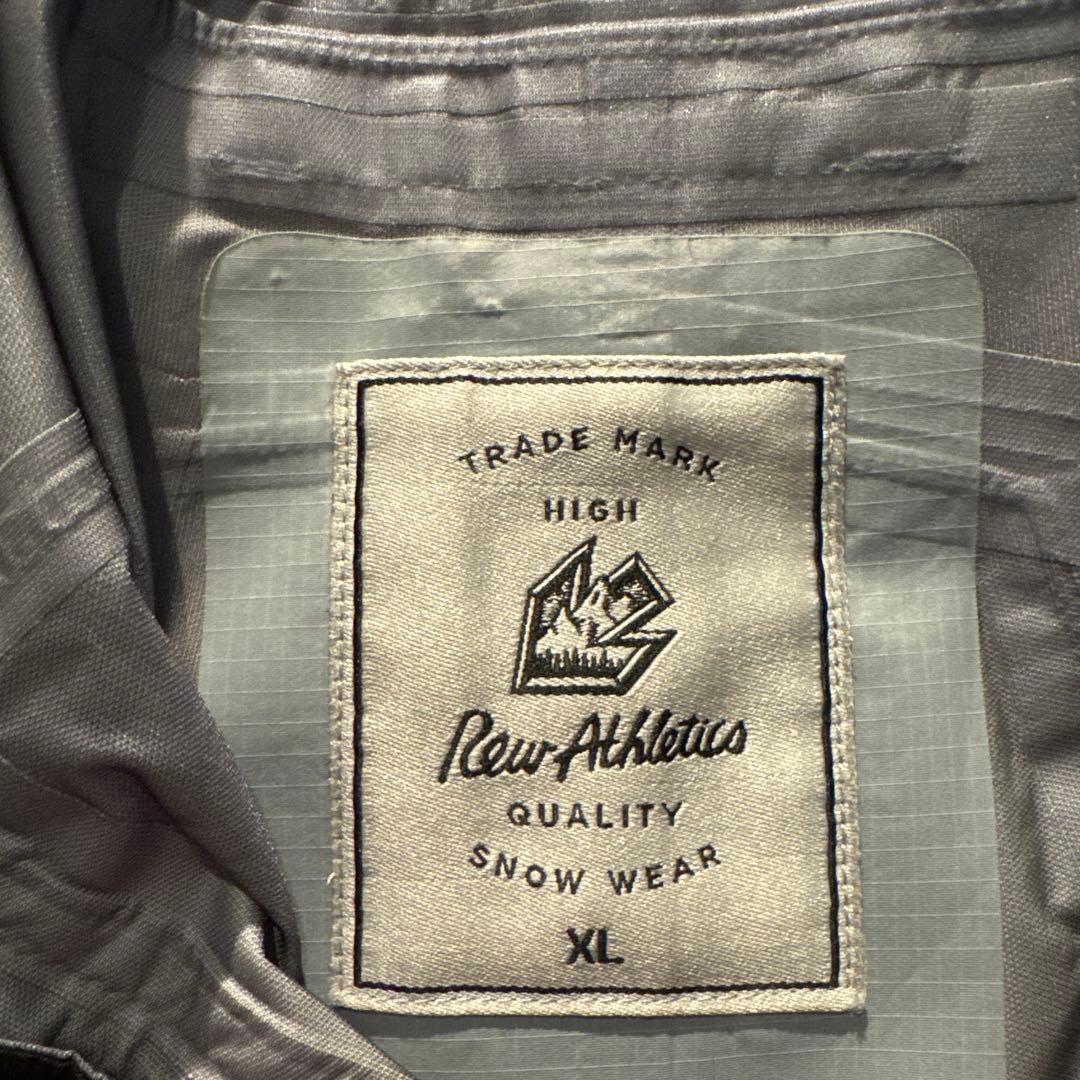 TRADE MARK
HIGH
Rew Athletics
QUALITY
SNOW WEAR
XL